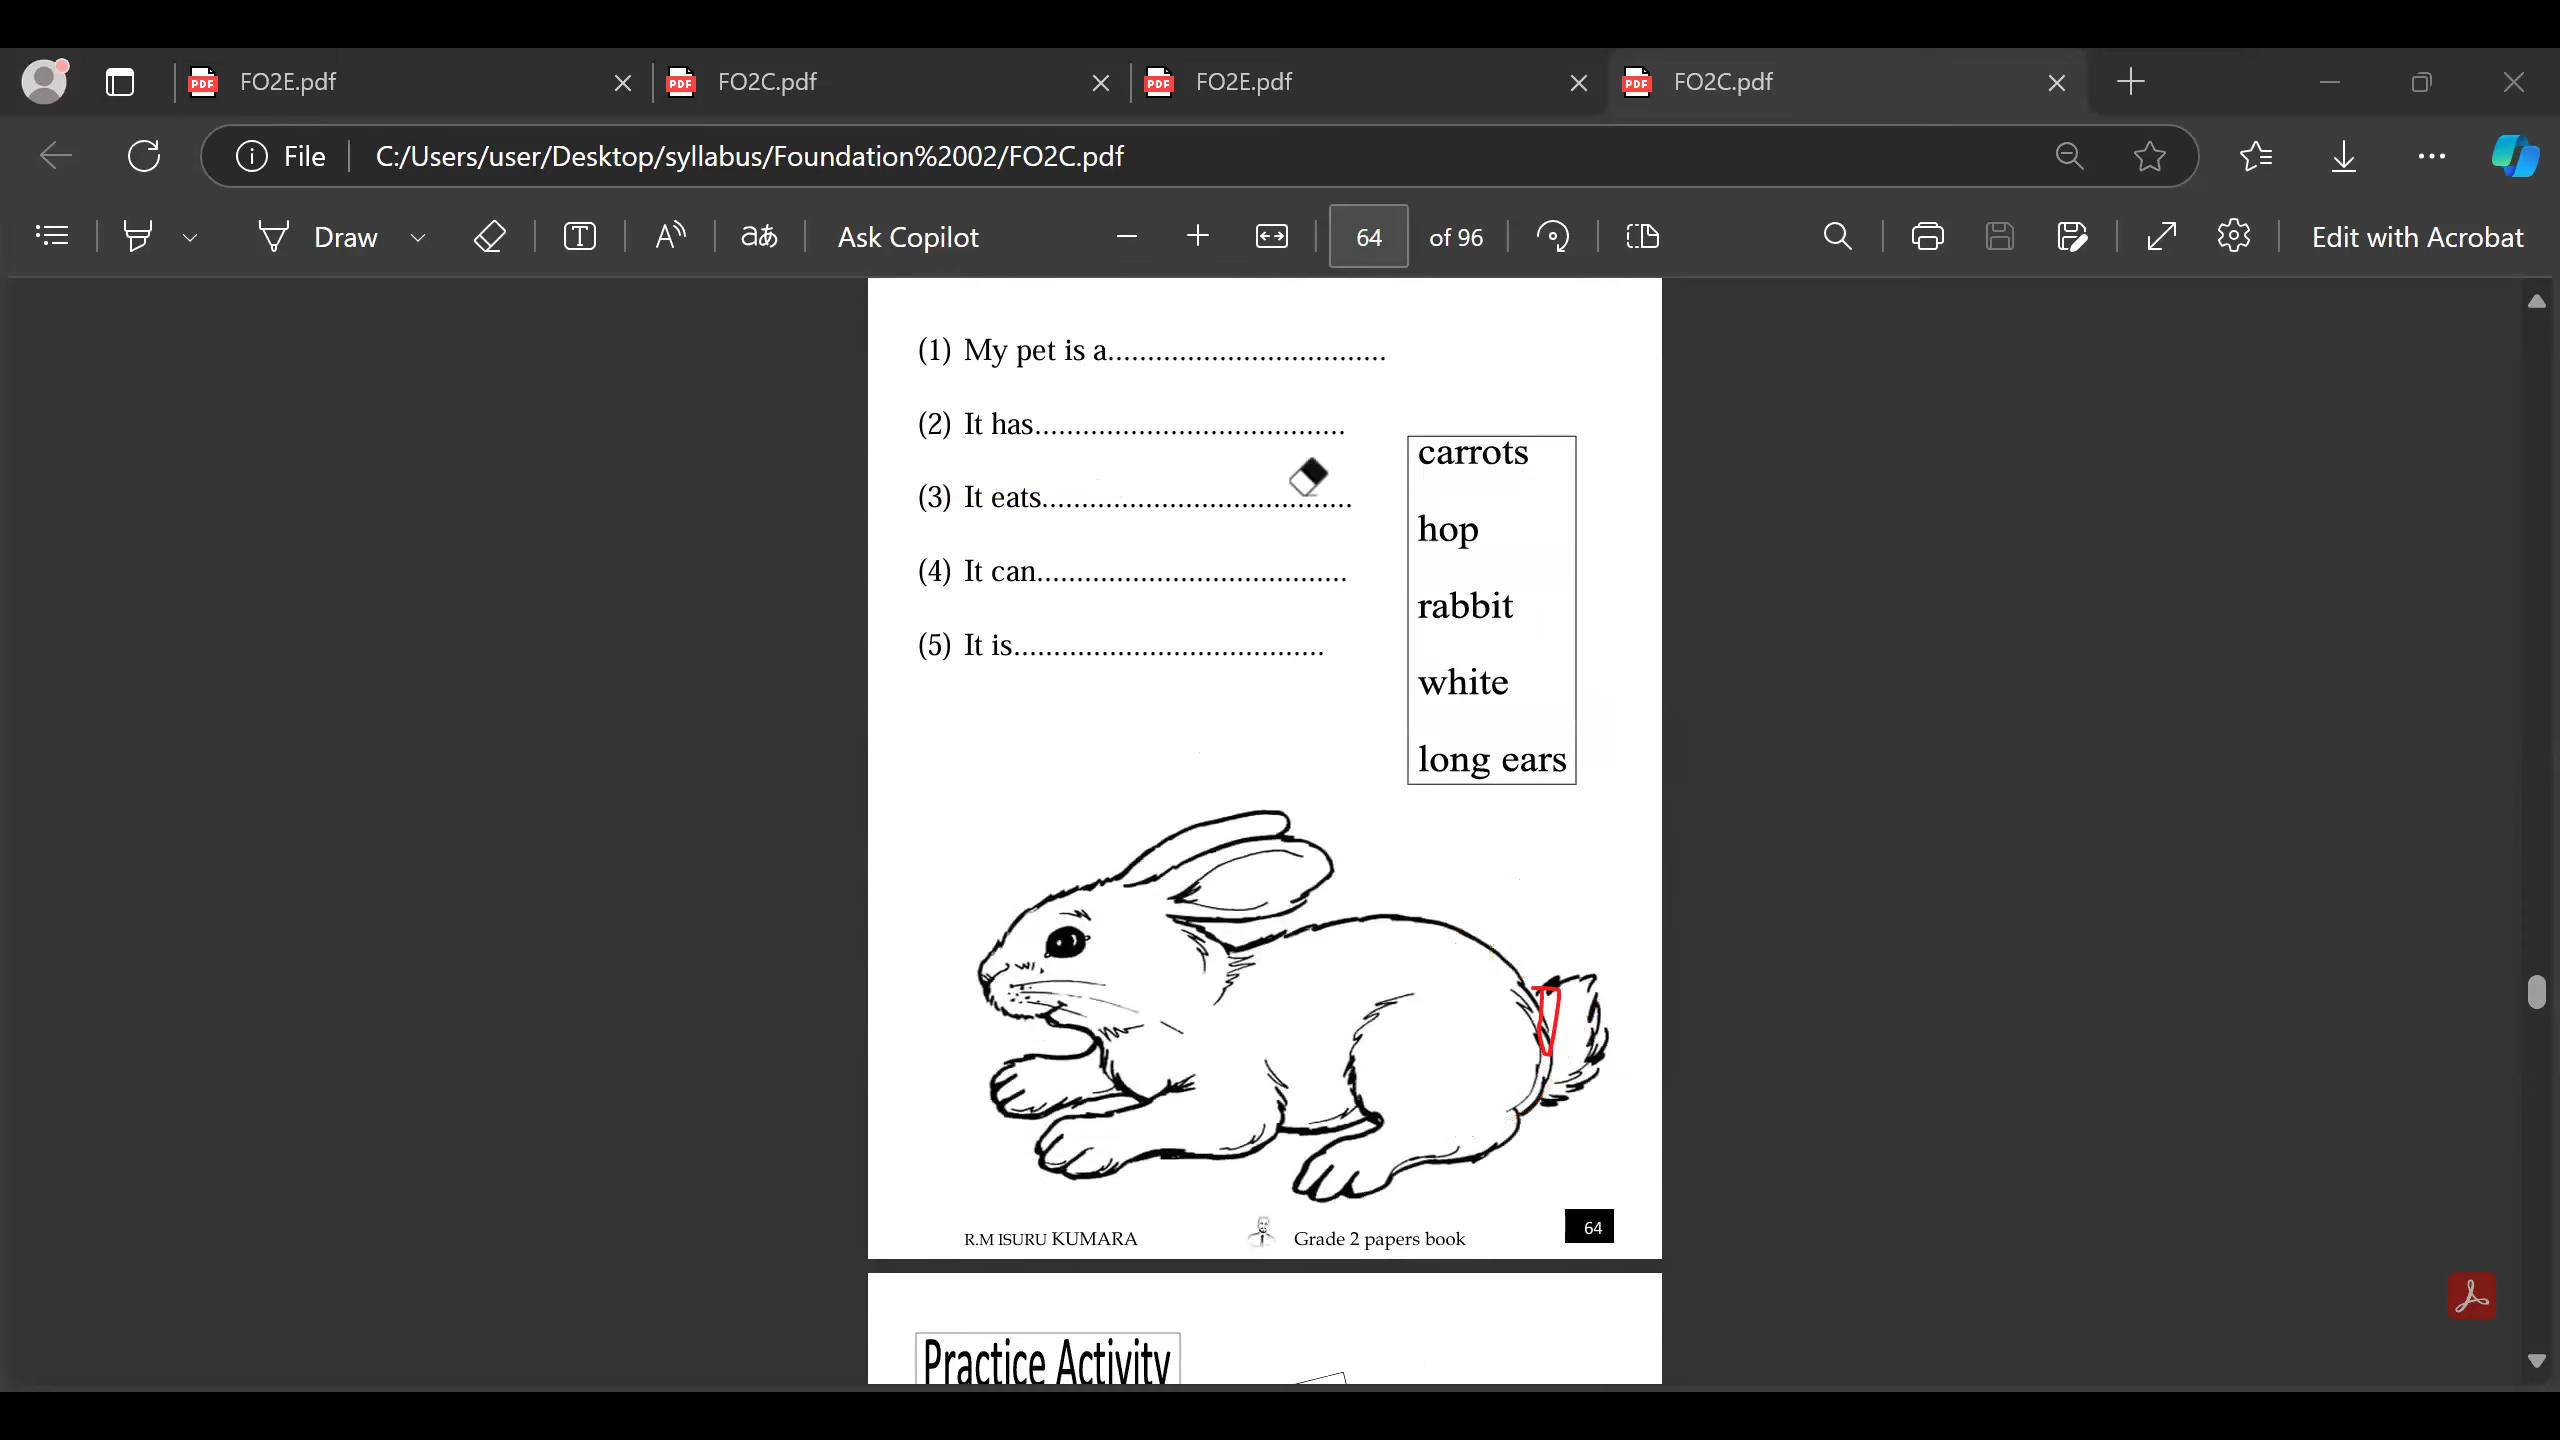 FO2E.pdf
FO2C.pdf
FO2E.pdf
FO2C.pdf
File
C:/Users/user/Desktop/syllabus/Foundation%2002/FO2C.pdf
Draw
T
A
aあ
Ask Copilot
64
of 96
Edit with Acrobat
(1) My pet is a...................................
(2) It has.......................................
(3) It eats.......................................
(4) It can.......................................
(5) It is.......................................
carrots
hop
rabbit
white
long ears
R.M ISURU KUMARA
Grade 2 papers book
64
Practice Activity